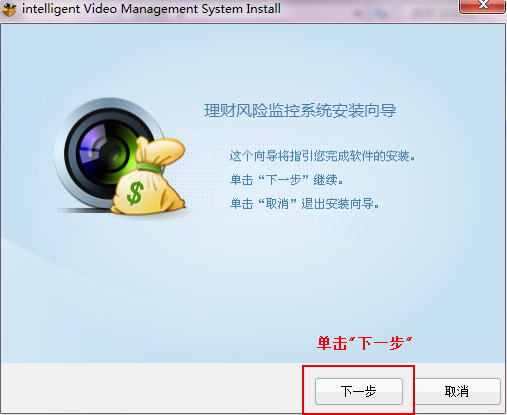 intelligent Video Management System Install
理财风险监控系统安装向导
这个向导将指引您完成软件的安装。
单击“下一步”继续。
单击“取消”退出安装向导。
单击"下一步"
下一步
取消